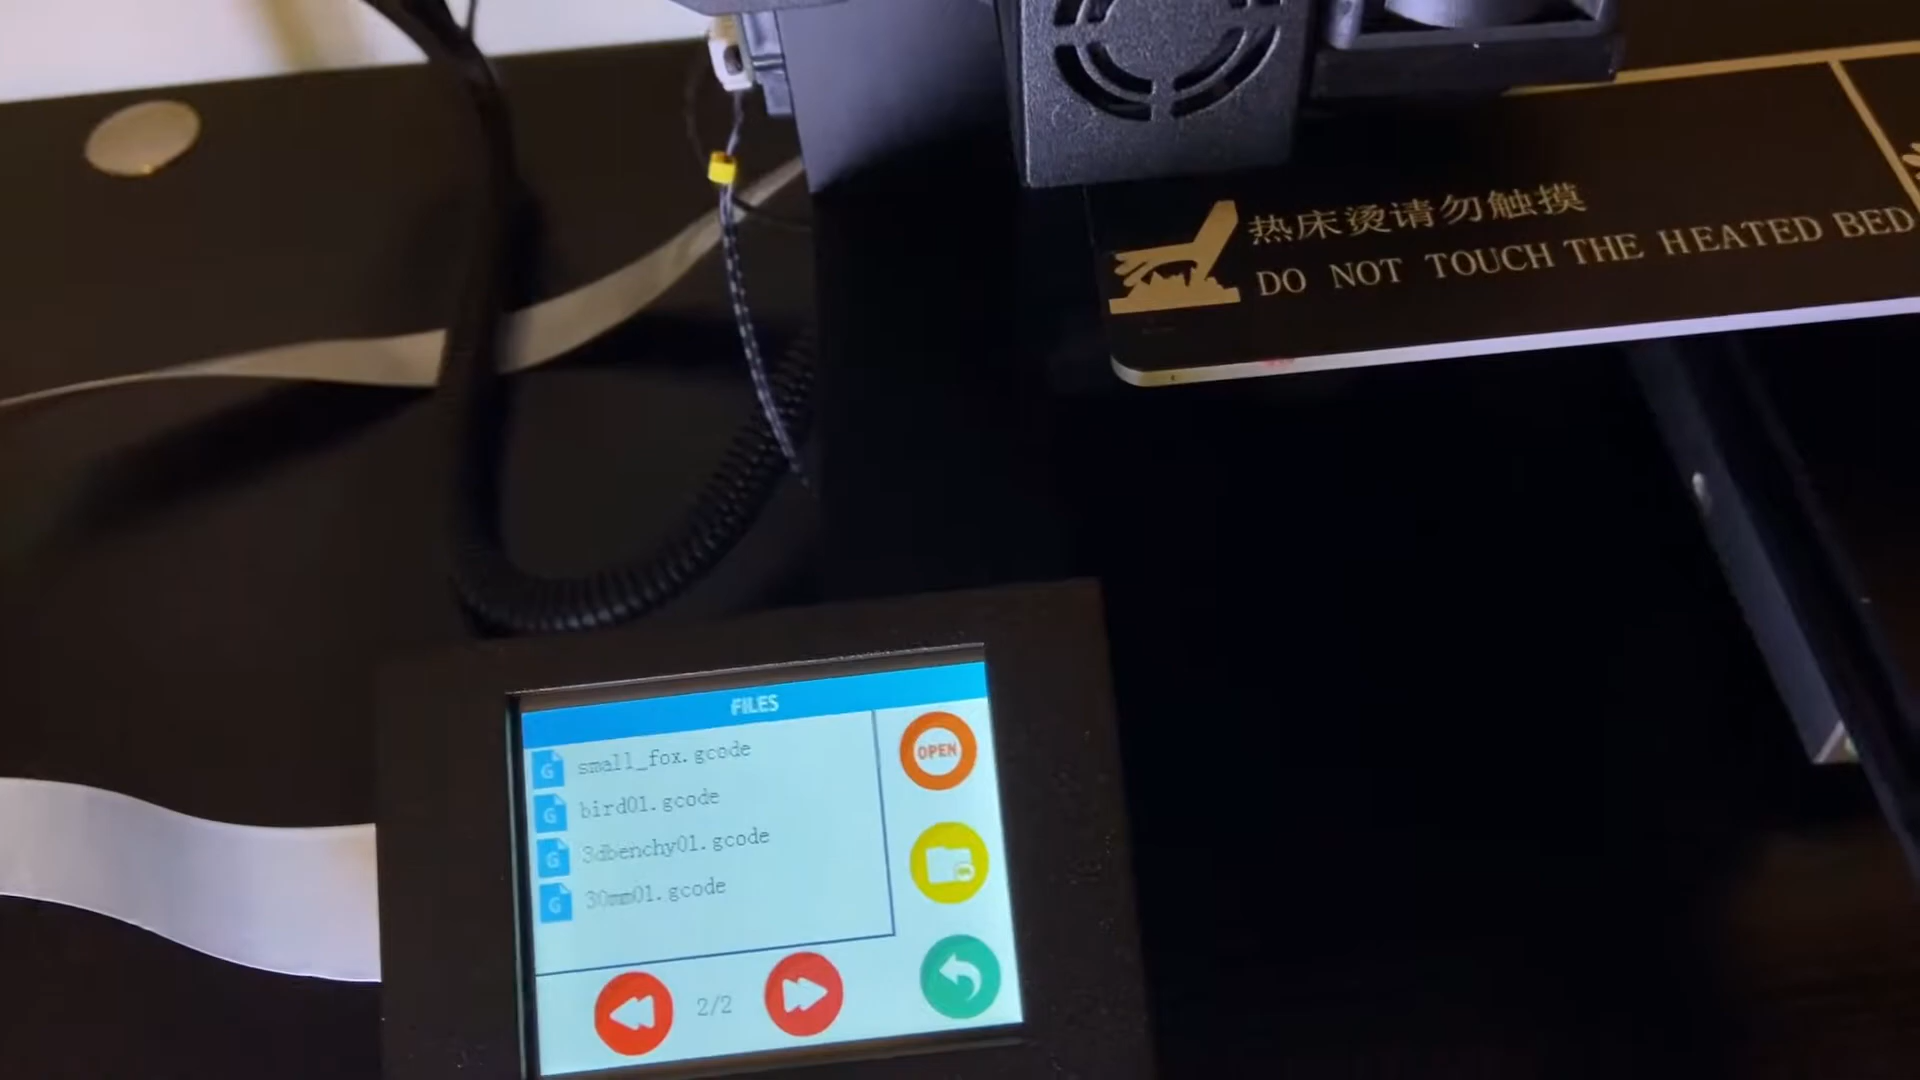 热床烫请勿触摸
DO NOT TOUCH THE HEATED BED
FILES
G small_fox.gcode
G bird01.gcode
G 3dbenchy01.gcode
G 30mm01.gcode
OPEN
2/2